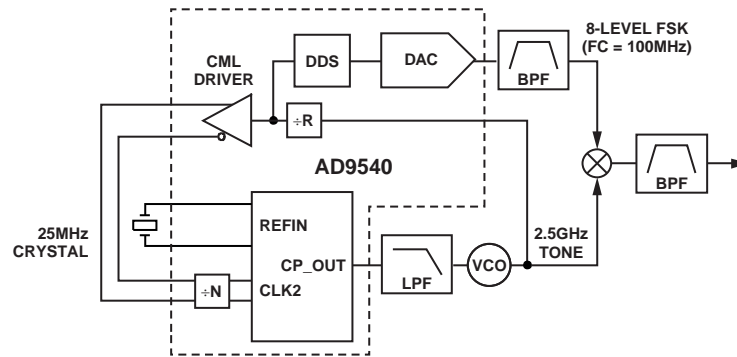 CML
DRIVER
DDS
DAC
BPF
8-LEVEL FSK
(FC = 100MHz)
÷R
AD9540
BPF
25MHz
CRYSTAL
REFIN
CP_OUT
CLK2
÷N
LPF
VCO
2.5GHz
TONE